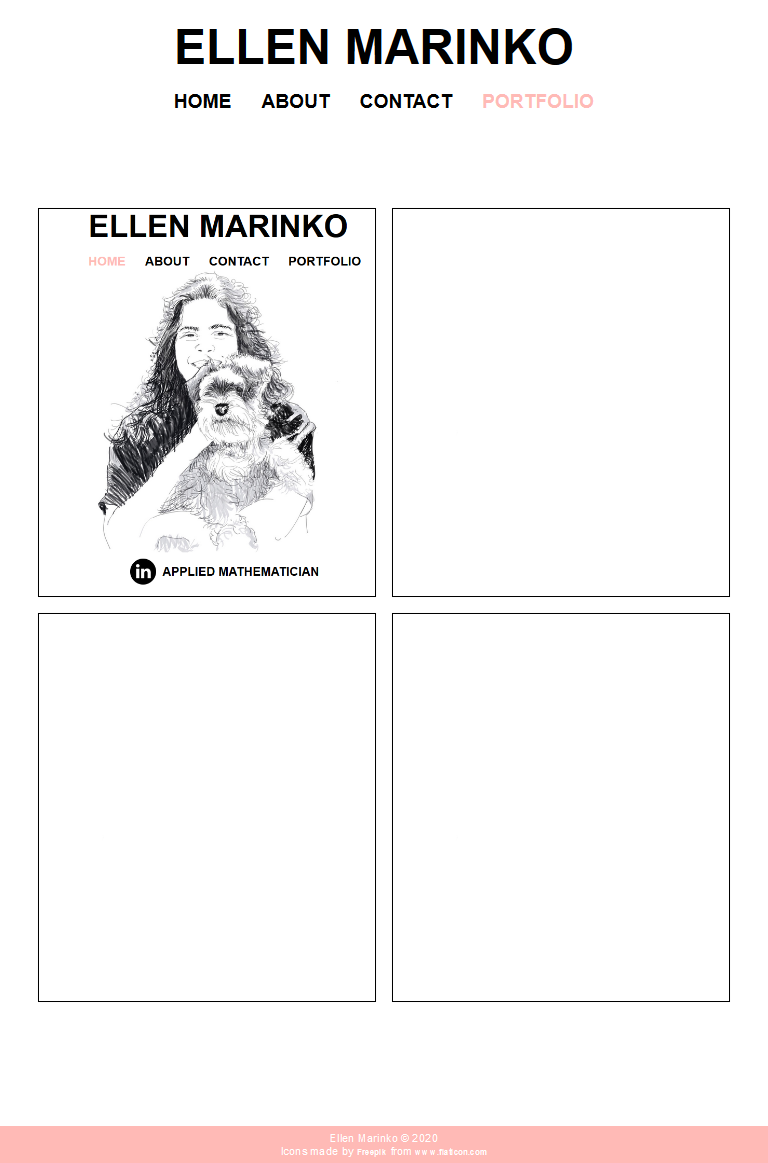 ELLEN MARINKO
HOME ABOUT CONTACT PORTFOLIO
ELLEN MARINKO
HOME ABOUT CONTACT PORTFOLIO
in APPLIED MATHEMATICIAN
Ellen Marinko © 2020
Icons made by Freepik from www.flaticon.com